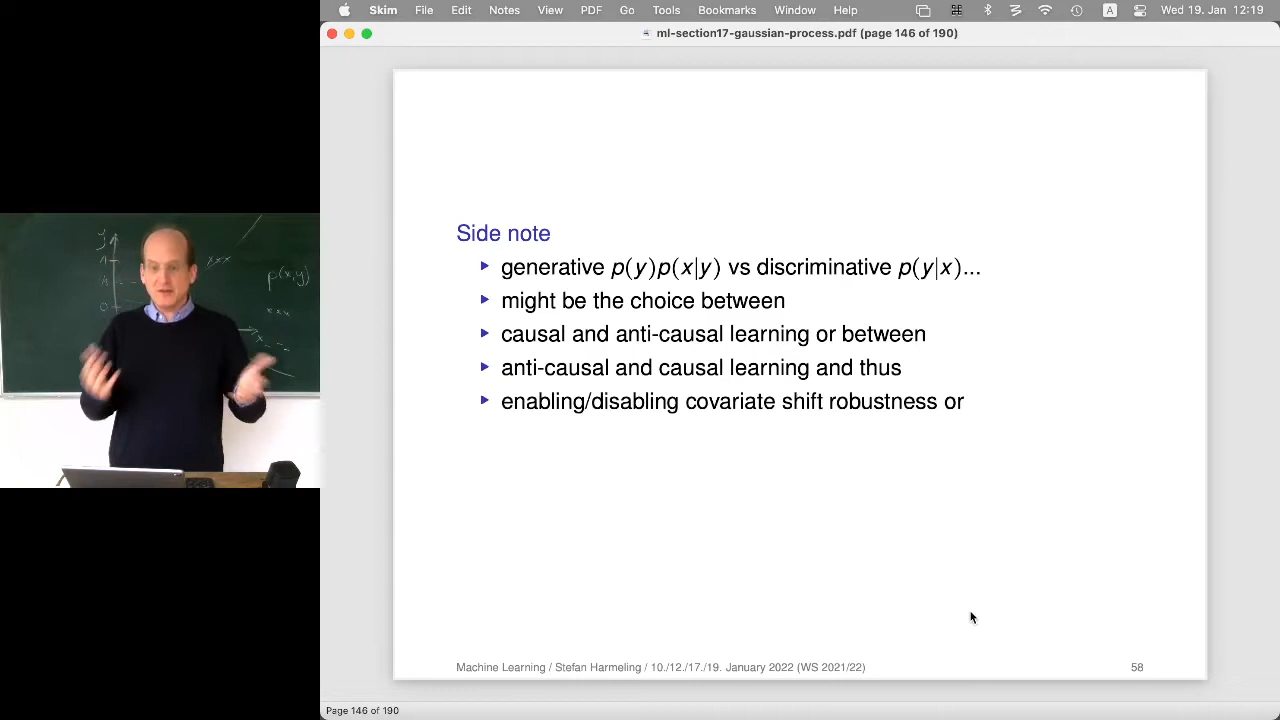 Skim File Edit Notes View PDF Go Tools Bookmarks Window Help A Wed 19. Jan 12:19
ml-section17-gaussian-process.pdf (page 146 of 190)
y
p(x,y)
0
x
Side note
▸ generative p(y)p(x|y) vs discriminative p(y|x)...
▸ might be the choice between
▸ causal and anti-causal learning or between
▸ anti-causal and causal learning and thus
▸ enabling/disabling covariate shift robustness or
Machine Learning / Stefan Harmeling / 10./12./17./19. January 2022 (WS 2021/22) 58
Page 146 of 190